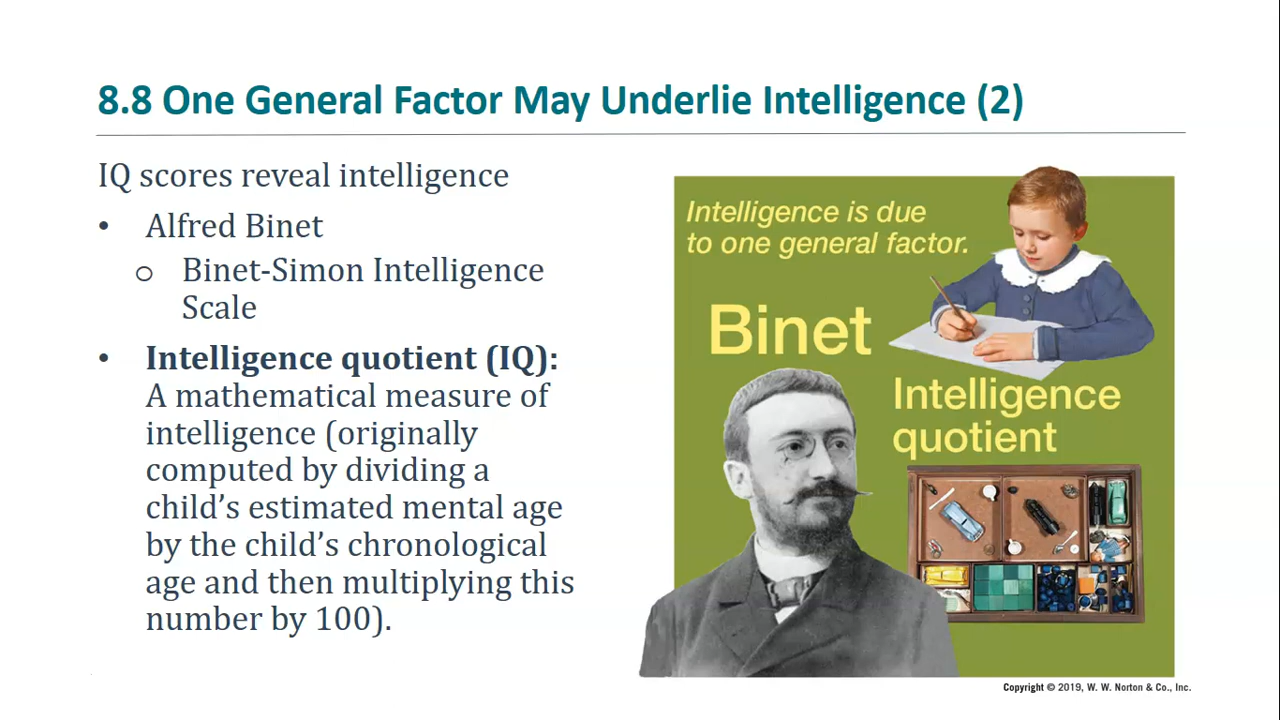 8.8 One General Factor May Underlie Intelligence (2)
IQ scores reveal intelligence
• Alfred Binet
o Binet-Simon Intelligence
Scale
• Intelligence quotient (IQ):
A mathematical measure of
intelligence (originally
computed by dividing a
child’s estimated mental age
by the child’s chronological
age and then multiplying this
number by 100).
Intelligence is due
to one general factor.
Binet
Intelligence
quotient
Copyright © 2019, W. W. Norton & Co., Inc.